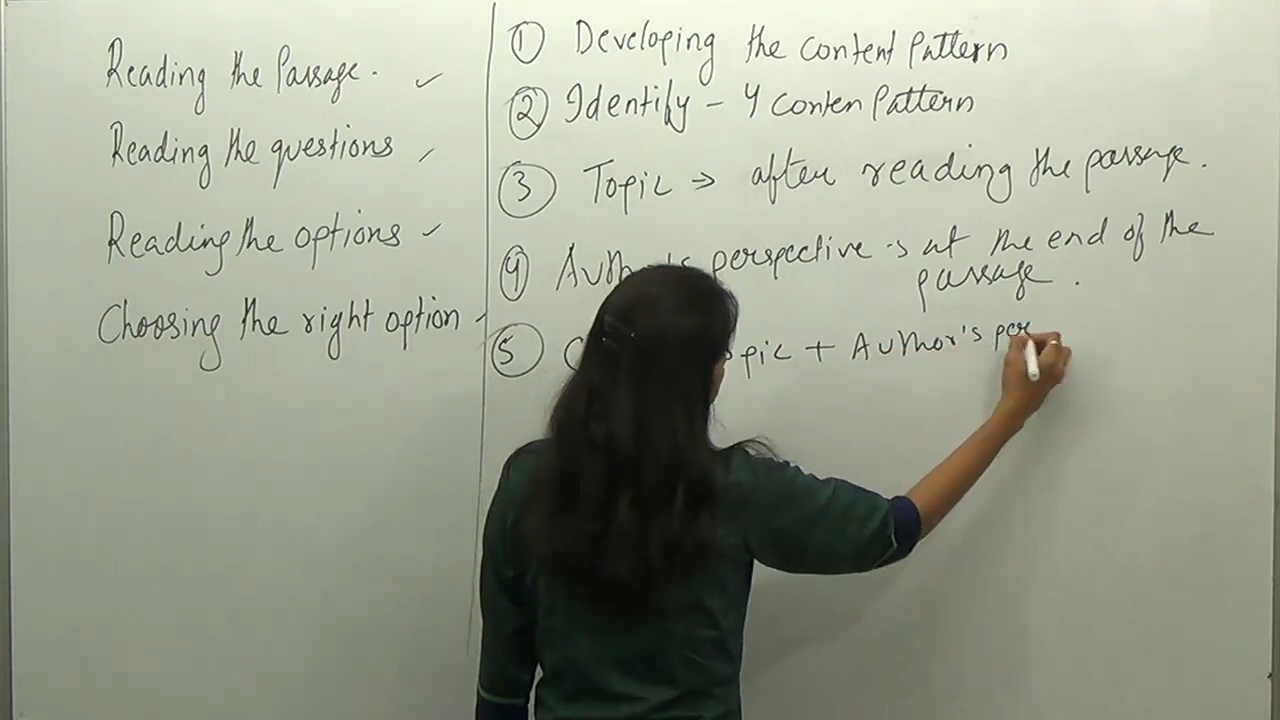 Reading the Passage.
Reading the questions
Reading the options
Choosing the right option
① Developing the content Pattern
② Identify - 4 Conten Pattern
③ Topic → after reading the passage.
④ perspective is at the end of the
passage.
⑤ + Author's per